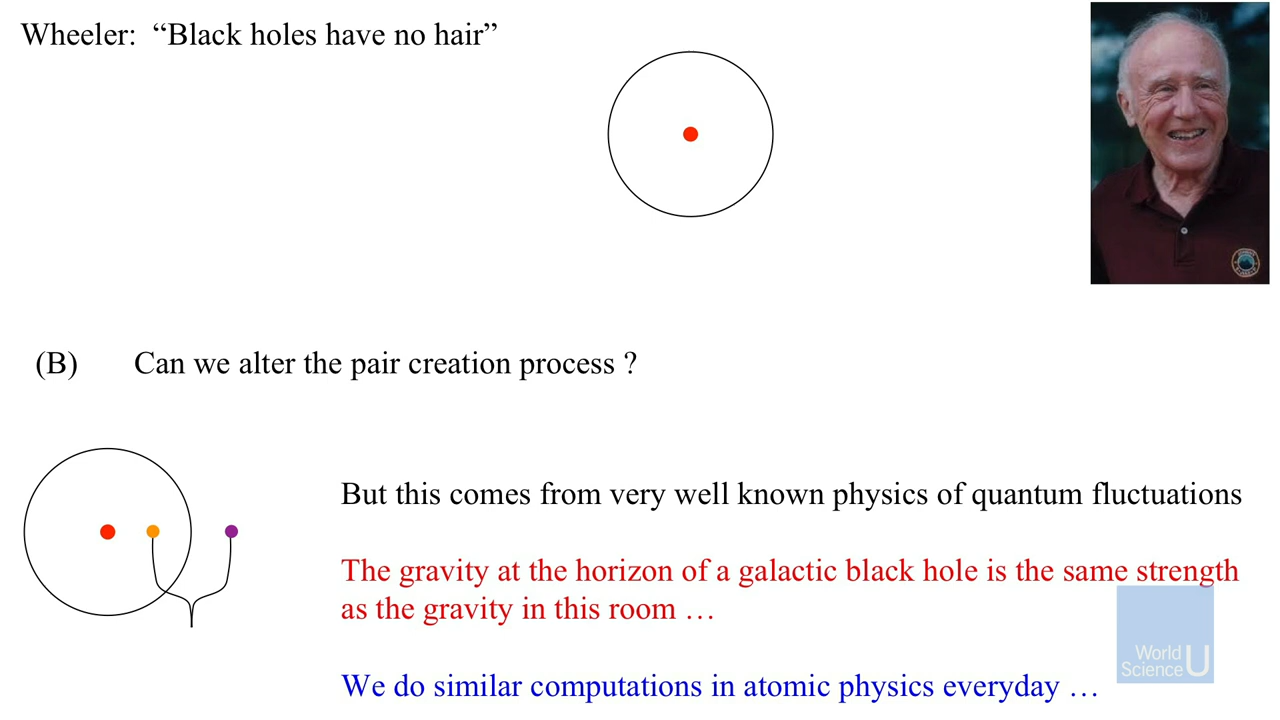 Wheeler: “Black holes have no hair”
(B) Can we alter the pair creation process ?
But this comes from very well known physics of quantum fluctuations
The gravity at the horizon of a galactic black hole is the same strength
as the gravity in this room …
We do similar computations in atomic physics everyday …
World
Science U